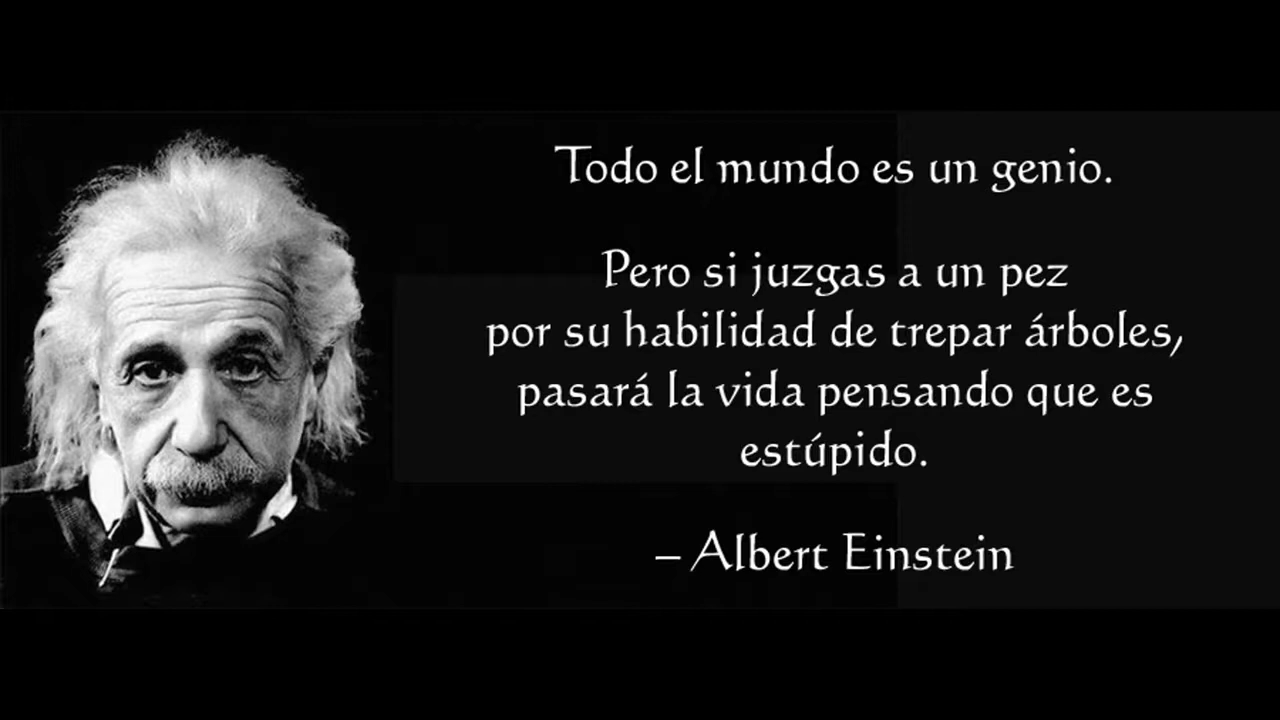 Todo el mundo es un genio.
Pero si juzgas a un pez
por su habilidad de trepar árboles,
pasará la vida pensando que es
estúpido.
– Albert Einstein